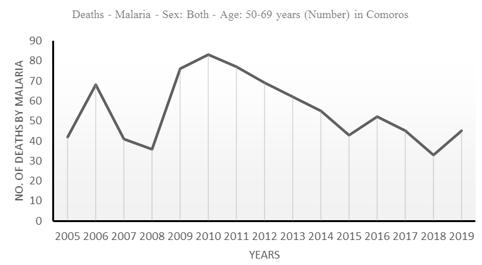 Deaths - Malaria - Sex: Both - Age: 50-69 years (Number) in Comoros
NO. OF DEATHS BY MALARIA
90
80
70
60
50
40
30
20
10
0
2005 2006 2007 2008 2009 2010 2011 2012 2013 2014 2015 2016 2017 2018 2019
YEARS